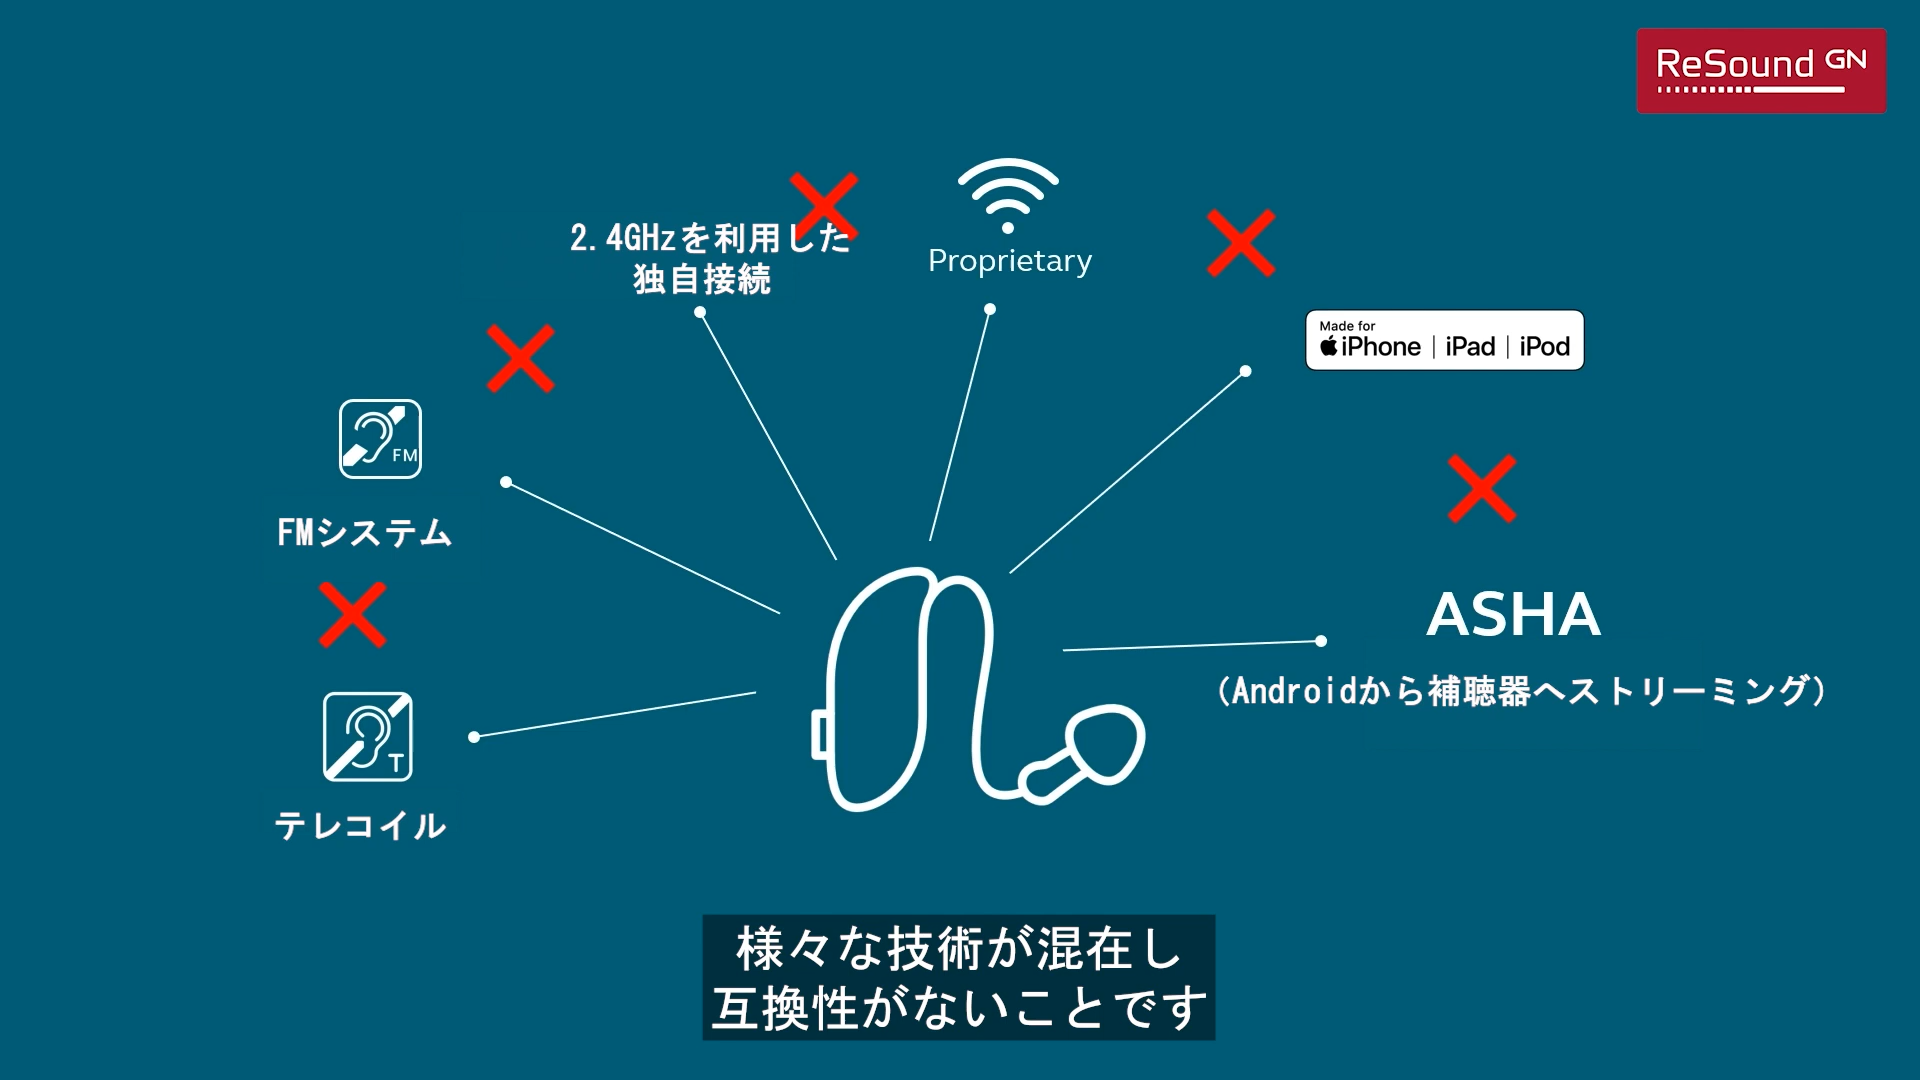 ReSound GN
2.4GHzを利用した
独自接続
Proprietary
Made for
iPhone | iPad | iPod
FM
FMシステム
ASHA
(Androidから補聴器へストリーミング)
T
テレコイル
様々な技術が混在し
互換性がないことです